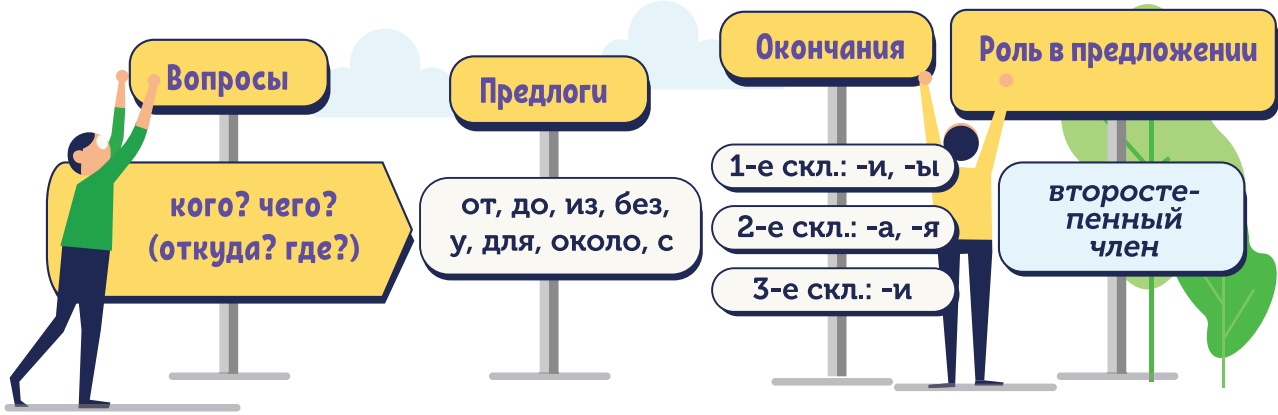 Вопросы
кого? чего?
(откуда? где?)
Предлоги
от, до, из, без,
у, для, около, с
Окончания
1-е скл.: -и, -ы
2-е скл.: -а, -я
3-е скл.: -и
Роль в предложении
второсте-
пенный
член